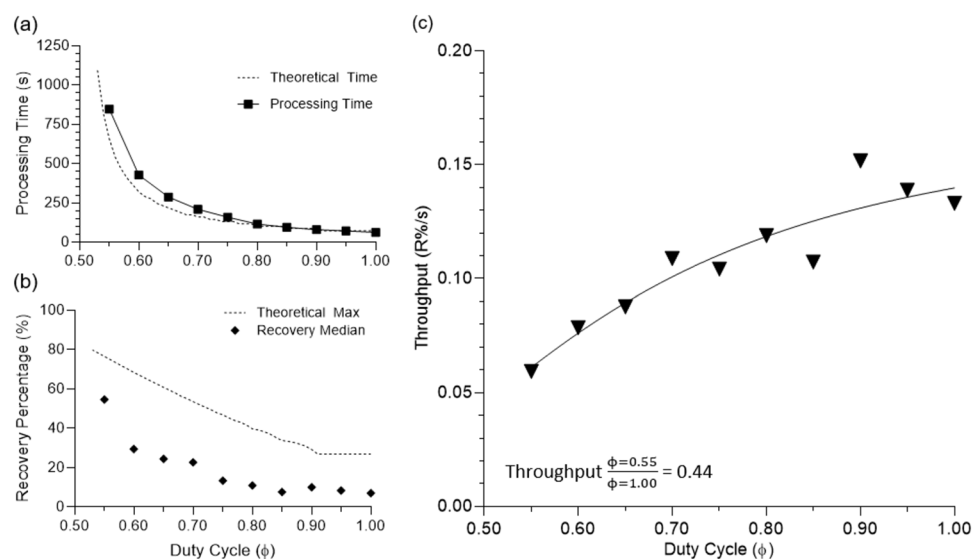 (a)
1250
1000
750
500
250
0
Processing Time (s)
Theoretical Time
Processing Time
0.50 0.60 0.70 0.80 0.90 1.00
(b)
100
80
60
40
20
0
Recovery Percentage (%)
Theoretical Max
Recovery Median
0.50 0.60 0.70 0.80 0.90 1.00
Duty Cycle (ϕ)
(c)
0.20
0.15
0.10
0.05
0.00
Throughput (R%/s)
Throughput ϕ=0.55/ϕ=1.00 = 0.44
0.50 0.60 0.70 0.80 0.90 1.00
Duty Cycle (ϕ)